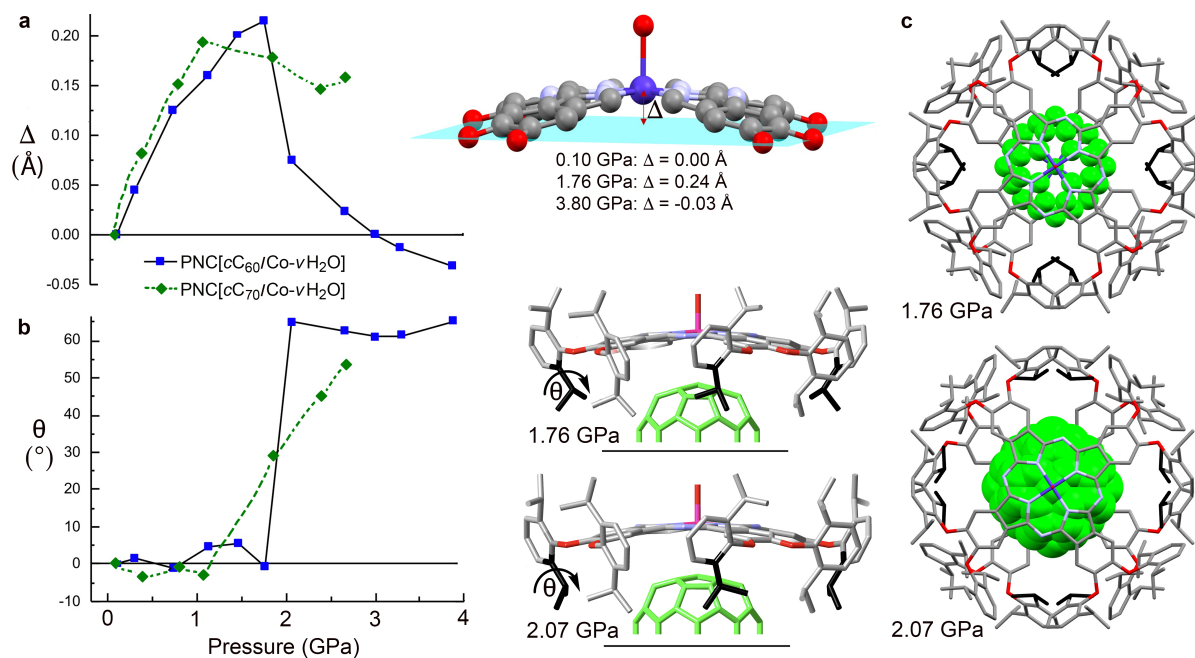 a
0.20
0.15
0.10
0.05
0.00
-0.05
Δ
(Å)
PNC[cC60/Co-vH2O]
PNC[cC70/Co-vH2O]
Δ
0.10 GPa: Δ = 0.00 Å
1.76 GPa: Δ = 0.24 Å
3.80 GPa: Δ = -0.03 Å
b
60
50
40
30
20
10
0
-10
θ
(°)
0
1
2
3
4
Pressure (GPa)
θ
1.76 GPa
θ
2.07 GPa
c
1.76 GPa
2.07 GPa